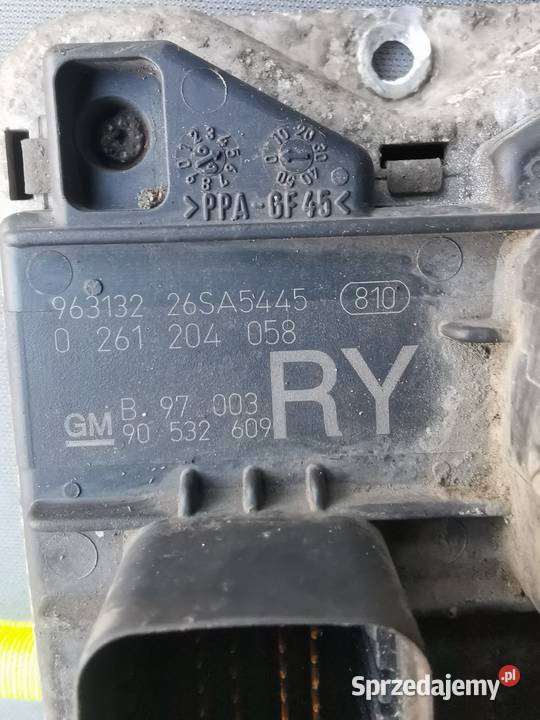 >PPA-GF45<
963132 26SA5445 810
0 261 204 058
RY
GM B. 97 003
90 532 609
Sprzedajemy.pl